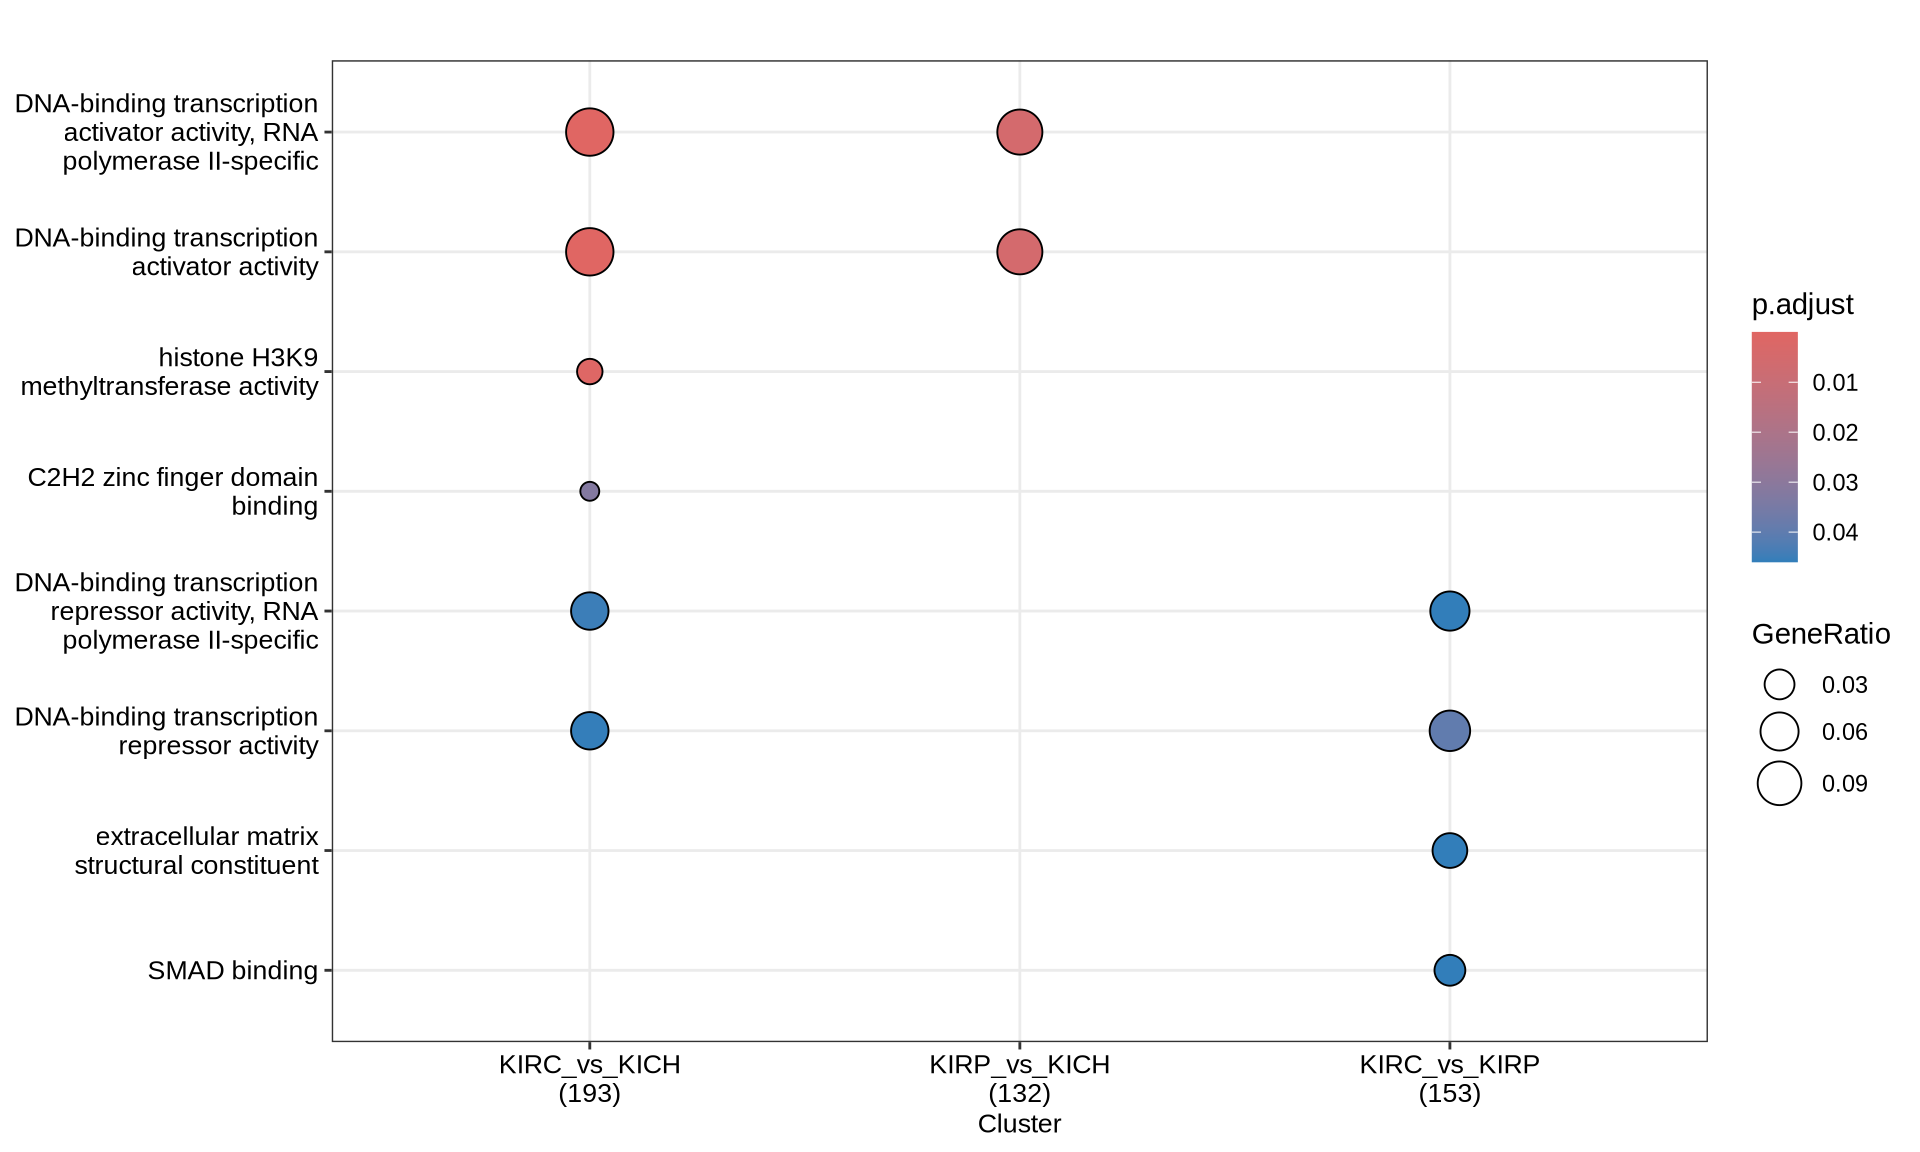 DNA-binding transcription
activator activity, RNA
polymerase II-specific
DNA-binding transcription
activator activity
histone H3K9
methyltransferase activity
C2H2 zinc finger domain
binding
DNA-binding transcription
repressor activity, RNA
polymerase II-specific
DNA-binding transcription
repressor activity
extracellular matrix
structural constituent
SMAD binding
KIRC_vs_KICH
(193)
KIRP_vs_KICH
(132)
KIRC_vs_KIRP
(153)
Cluster
p.adjust
0.01
0.02
0.03
0.04
GeneRatio
0.03
0.06
0.09